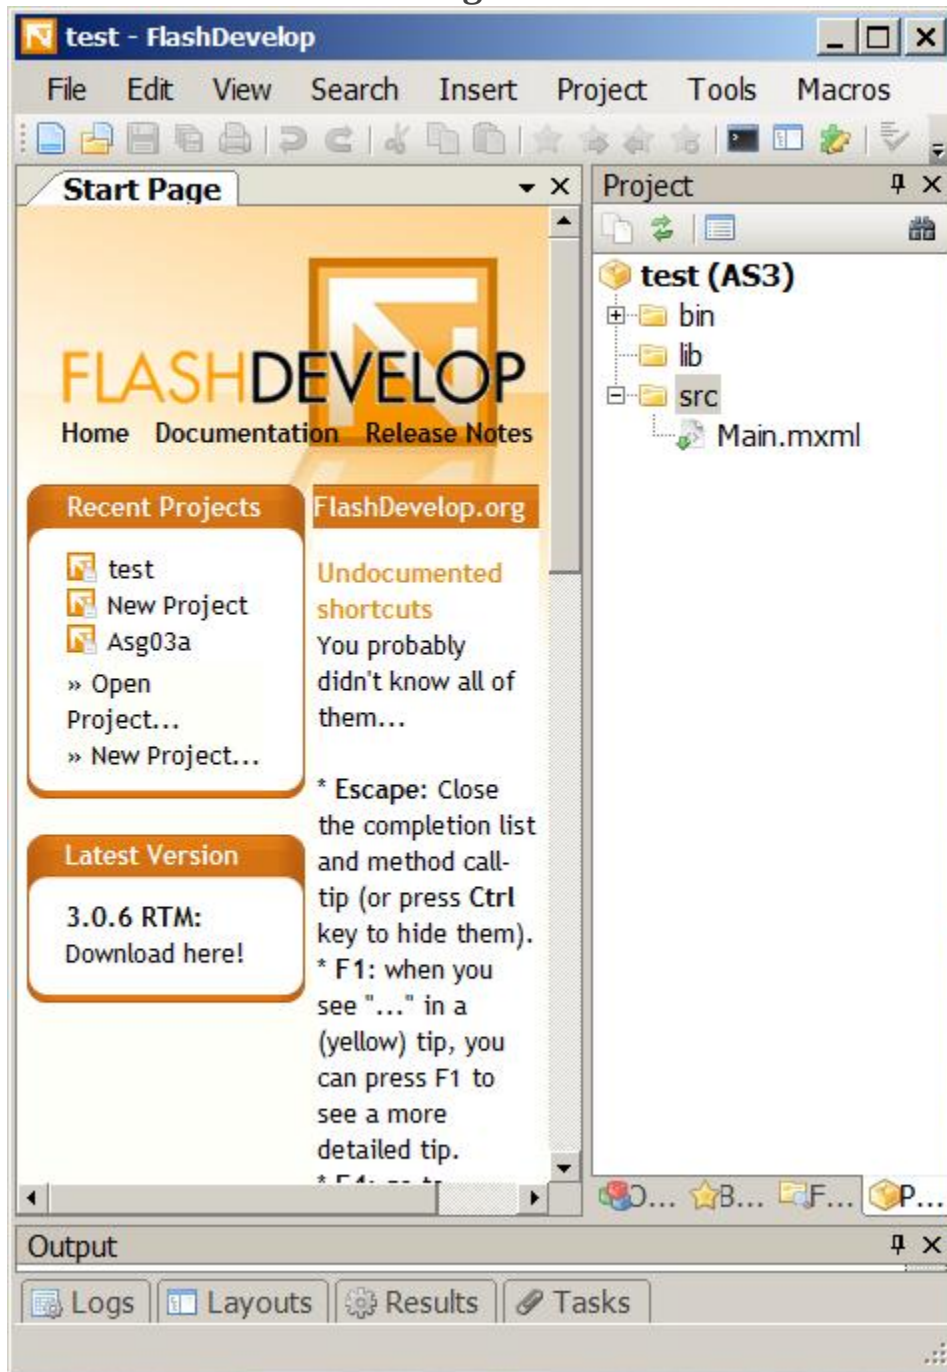 test - FlashDevelop
File Edit View Search Insert Project Tools Macros
Start Page
FLASHDEVELOP
Home Documentation Release Notes
Recent Projects
test
New Project
Asg03a
» Open
Project...
» New Project...
Latest Version
3.0.6 RTM:
Download here!
FlashDevelop.org
Undocumented
shortcuts
You probably
didn't know all of
them...
* Escape: Close
the completion list
and method call-
tip (or press Ctrl
key to hide them).
* F1: when you
see "..." in a
(yellow) tip, you
can press F1 to
see a more
detailed tip.
Project
test (AS3)
bin
lib
src
Main.mxml
O... B... F... P...
Output
Logs Layouts Results Tasks